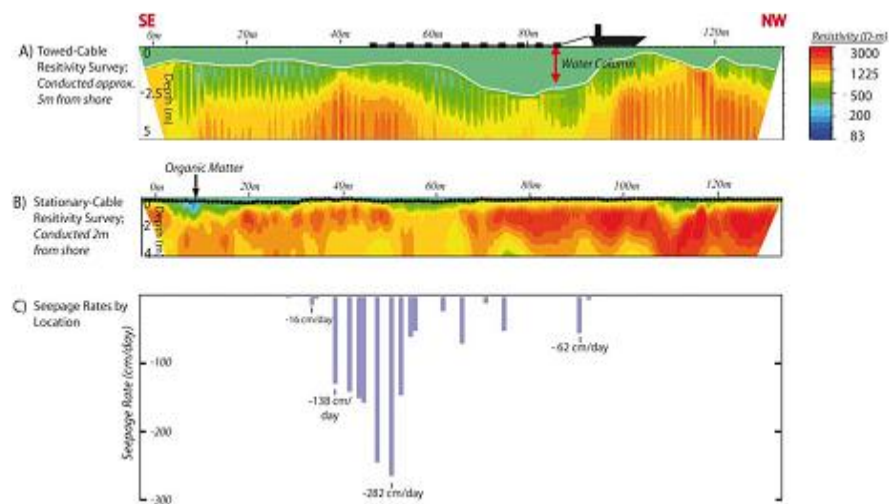 SE
NW
0m
20m
40m
60m
80m
120m
Resistivity (Ω-m)
A) Towed-Cable
Resitivity Survey;
Conducted approx.
5m from shore
0
-2.5
5
Depth (m)
Water Column
3000
1225
500
200
83
Organic Matter
0m
20m
40m
60m
80m
100m
120m
B) Stationary-Cable
Resitivity Survey;
Conducted 2m
from shore
0
-2
4
Depth (m)
C) Seepage Rates by
Location
Seepage Rate (cm/day)
-100
-200
-300
-16 cm/day
-138 cm/
day
-282 cm/day
-62 cm/day